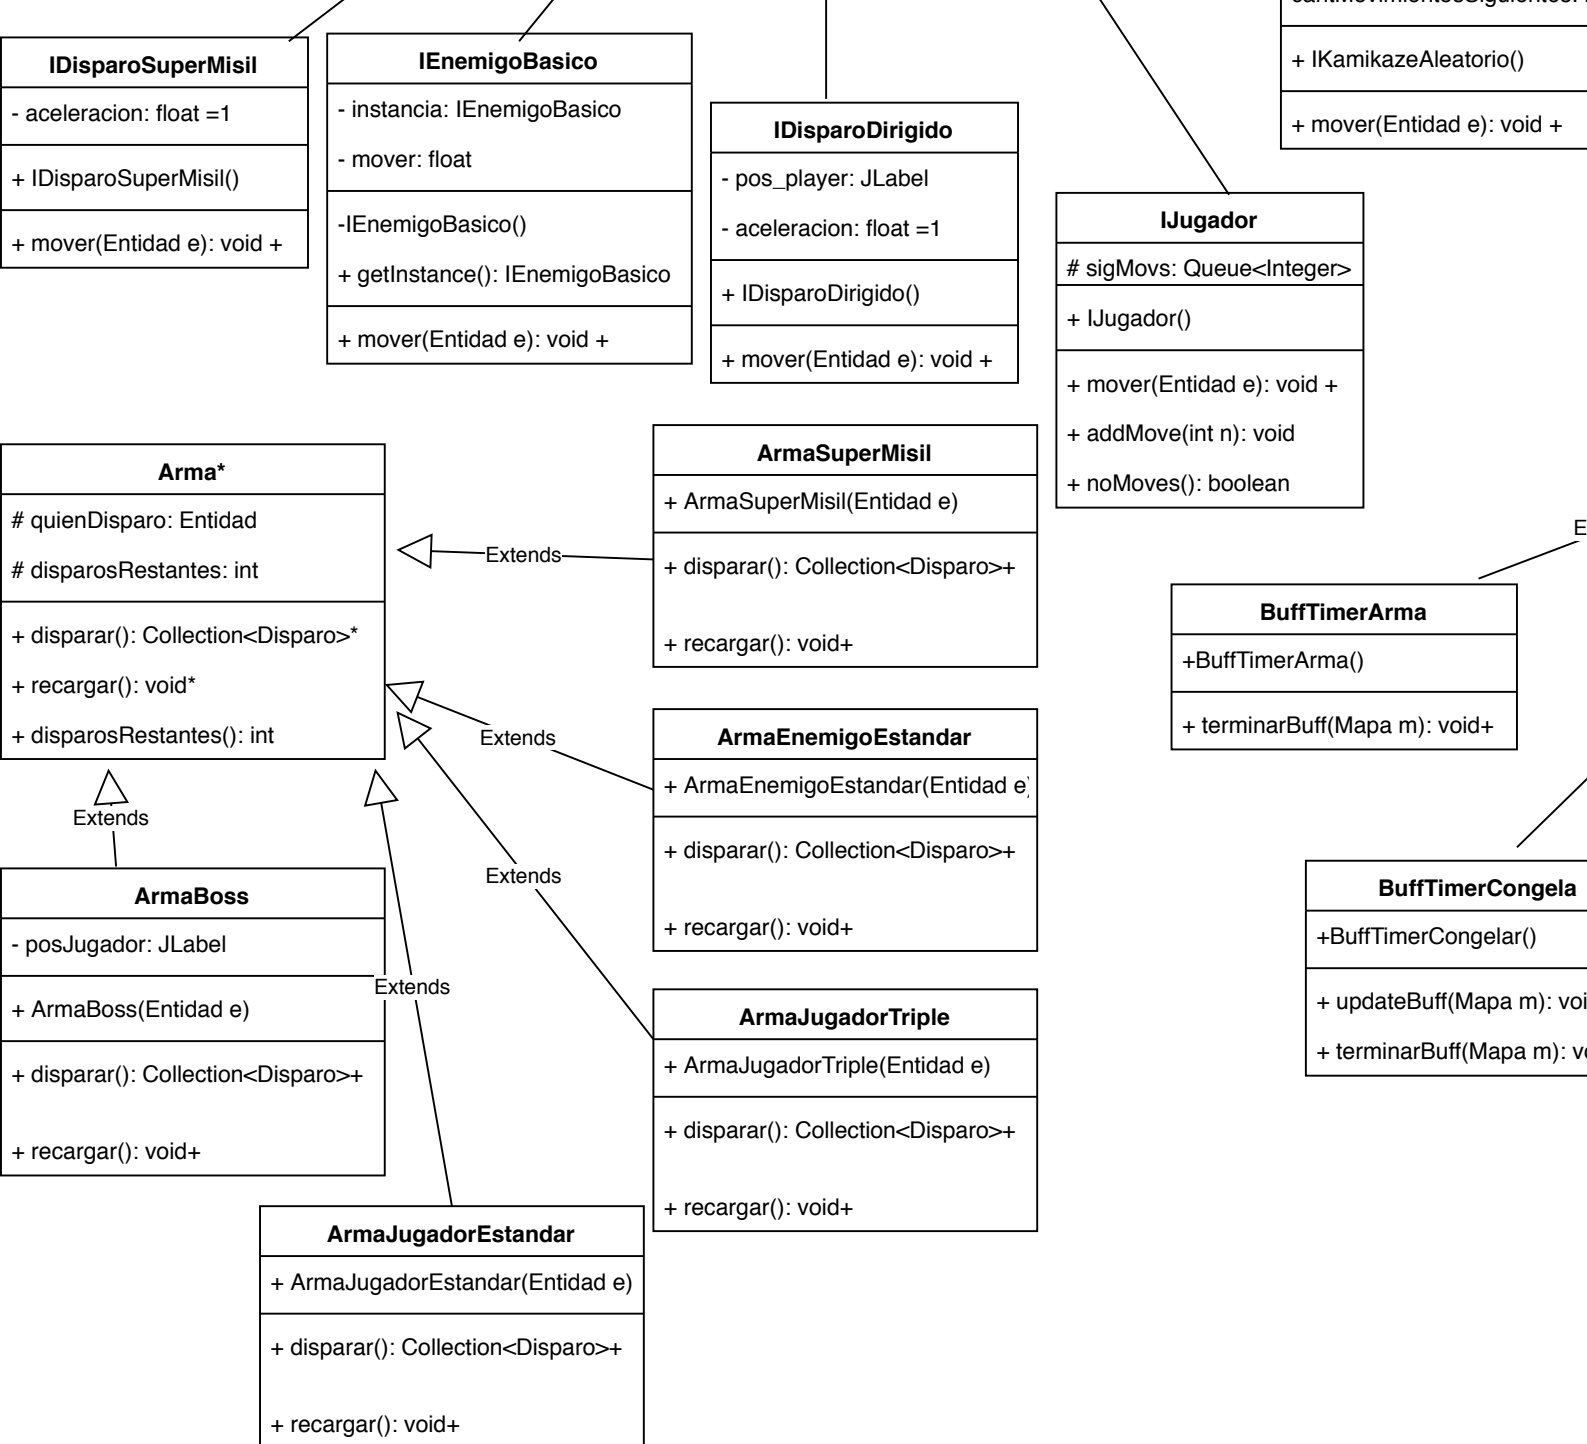 IDisparoSuperMisil
- aceleracion: float =1
+ IDisparoSuperMisil()
+ mover(Entidad e): void +
IEnemigoBasico
- instancia: IEnemigoBasico
- mover: float
-IEnemigoBasico()
+ getInstance(): IEnemigoBasico
+ mover(Entidad e): void +
IDisparoDirigido
- pos_player: JLabel
- aceleracion: float =1
+ IDisparoDirigido()
+ mover(Entidad e): void +
IJugador
# sigMovs: Queue<Integer>
+ IJugador()
+ mover(Entidad e): void +
+ addMove(int n): void
+ noMoves(): boolean
+ IKamikazeAleatorio()
+ mover(Entidad e): void +
Arma*
# quienDisparo: Entidad
# disparosRestantes: int
+ disparar(): Collection<Disparo>*
+ recargar(): void*
+ disparosRestantes(): int
Extends
ArmaSuperMisil
+ ArmaSuperMisil(Entidad e)
+ disparar(): Collection<Disparo>+
+ recargar(): void+
Extends
ArmaEnemigoEstandar
+ ArmaEnemigoEstandar(Entidad e)
+ disparar(): Collection<Disparo>+
+ recargar(): void+
Extends
ArmaJugadorTriple
+ ArmaJugadorTriple(Entidad e)
+ disparar(): Collection<Disparo>+
+ recargar(): void+
Extends
ArmaBoss
- posJugador: JLabel
+ ArmaBoss(Entidad e)
+ disparar(): Collection<Disparo>+
+ recargar(): void+
Extends
ArmaJugadorEstandar
+ ArmaJugadorEstandar(Entidad e)
+ disparar(): Collection<Disparo>+
+ recargar(): void+
E
BuffTimerArma
+BuffTimerArma()
+ terminarBuff(Mapa m): void+
BuffTimerCongela
+BuffTimerCongelar()
+ updateBuff(Mapa m): voi
+ terminarBuff(Mapa m): v